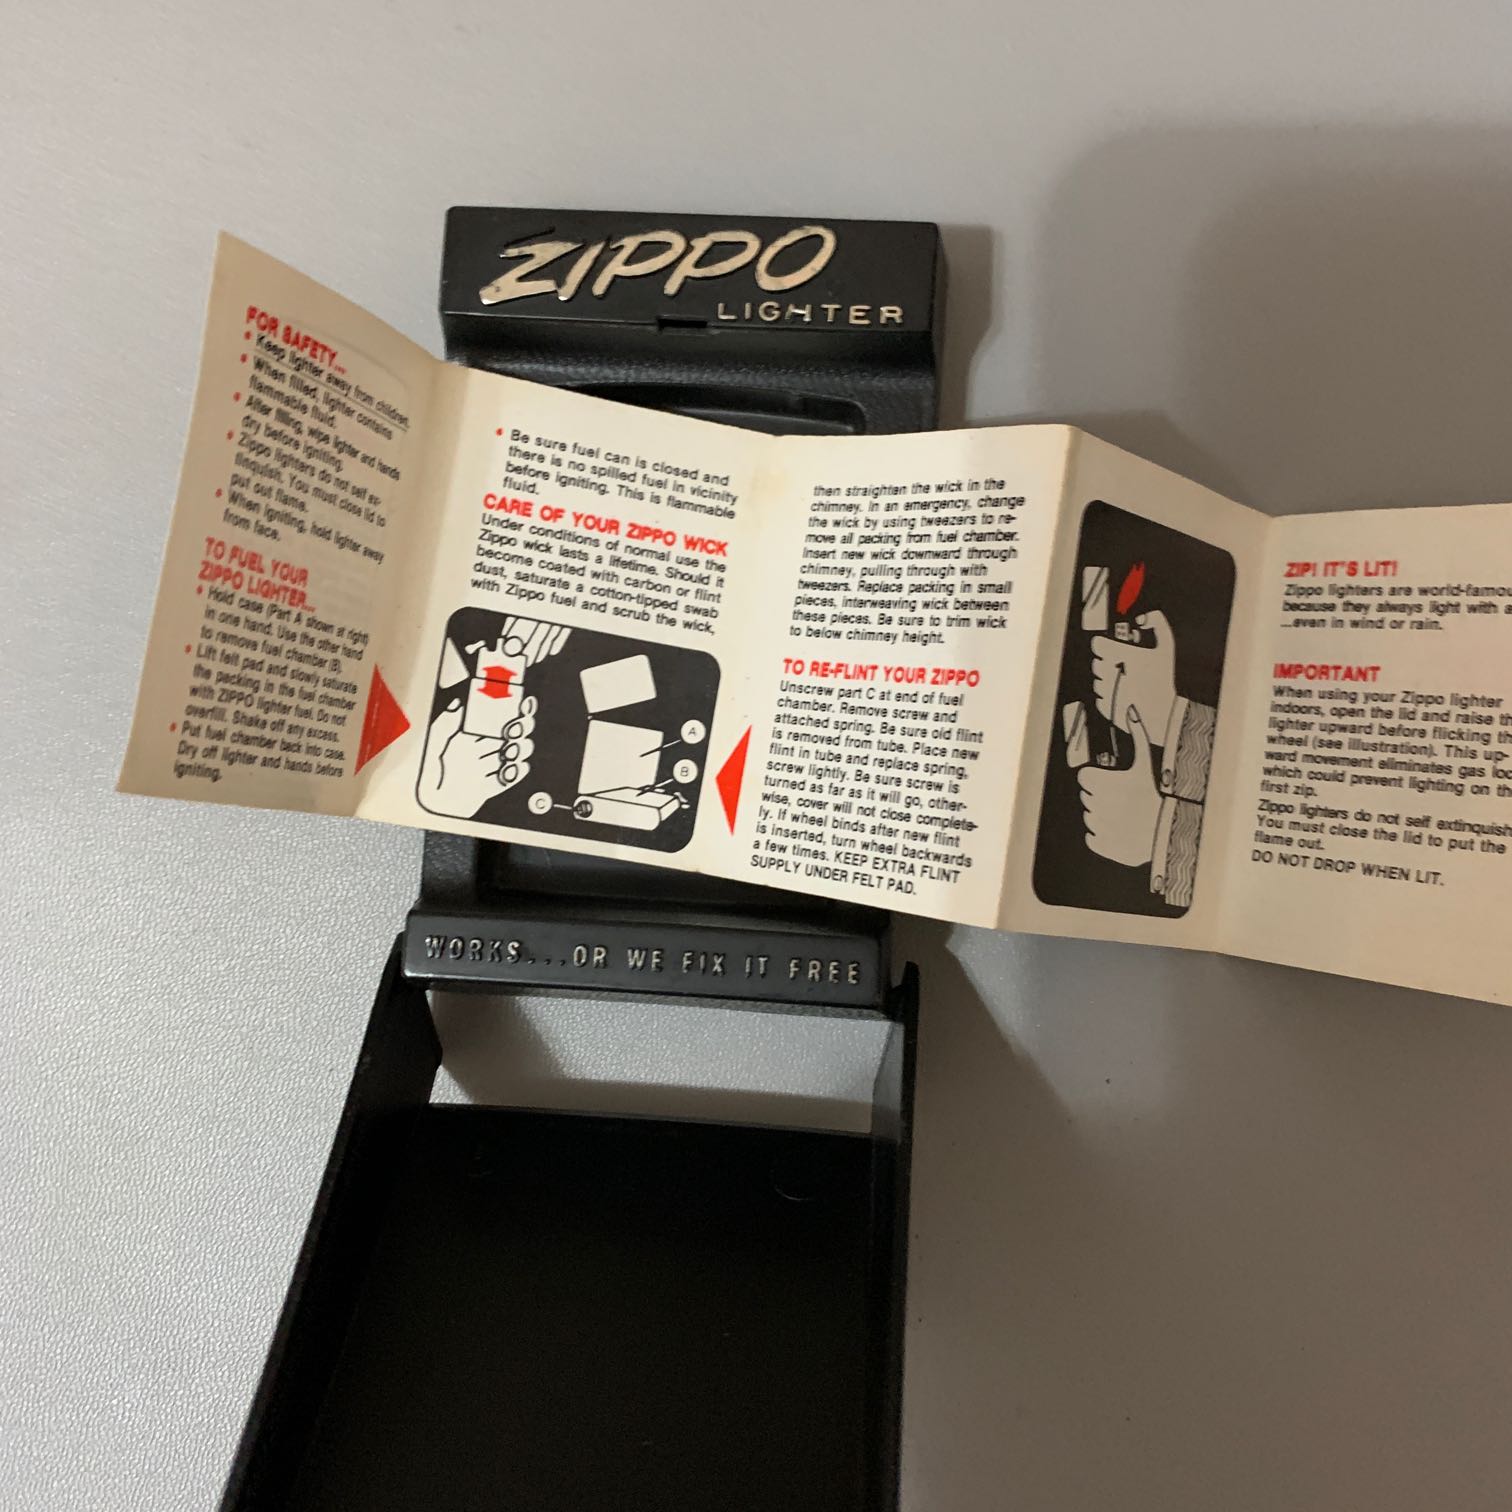 ZIPPO
LIGHTER
FOR SAFETY...
• Keep lighter away from children.
• When filled, lighter contains
flammable fluid.
• After filling, wipe lighter and hands
dry before igniting.
• Zippo lighters do not self ex-
tinguish. You must close lid to
put out flame.
• When igniting, hold lighter away
from face.
TO FUEL YOUR
ZIPPO LIGHTER...
• Hold case (Part A shown at right)
in one hand. Use the other hand
to remove fuel chamber (B).
• Lift felt pad and slowly saturate
the packing in the fuel chamber
with ZIPPO lighter fluid. Do not
overfill. Shake off any excess.
• Put fuel chamber back into case.
Dry off lighter and hands before
igniting.
• Be sure fuel can is closed and
there is no spilled fuel in vicinity
before igniting. This is flammable
fluid.
CARE OF YOUR ZIPPO WICK
Under conditions of normal use the
Zippo wick lasts a lifetime. Should it
become coated with carbon or flint
dust, saturate a cotton-tipped swab
with Zippo fuel and scrub the wick,
A
B
C
then straighten the wick in the
chimney. In an emergency, change
the wick by using tweezers to re-
move all packing from fuel chamber.
Insert new wick downward through
chimney, pulling through with
tweezers. Replace packing in small
pieces, interweaving wick between
these pieces. Be sure to trim wick
to below chimney height.
TO RE-FLINT YOUR ZIPPO
Unscrew part C at end of fuel
chamber. Remove screw and
attached spring. Be sure old flint
is removed from tube. Place new
flint in tube and replace spring,
screw lightly. Be sure screw is
turned as far as it will go, other-
wise, cover will not close complete-
ly. If wheel binds after new flint
is inserted, turn wheel backwards
a few times. KEEP EXTRA FLINT
SUPPLY UNDER FELT PAD.
ZIP! IT'S LIT!
Zippo lighters are world-famou
because they always light with a
...even in wind or rain.
IMPORTANT
When using your Zippo lighter
indoors, open the lid and raise th
lighter upward before flicking th
wheel (see illustration). This up-
ward movement eliminates gas loc
which could prevent lighting on th
first zip.
Zippo lighters do not self extinguish
You must close the lid to put the
flame out.
DO NOT DROP WHEN LIT.
WORKS...OR WE FIX IT FREE